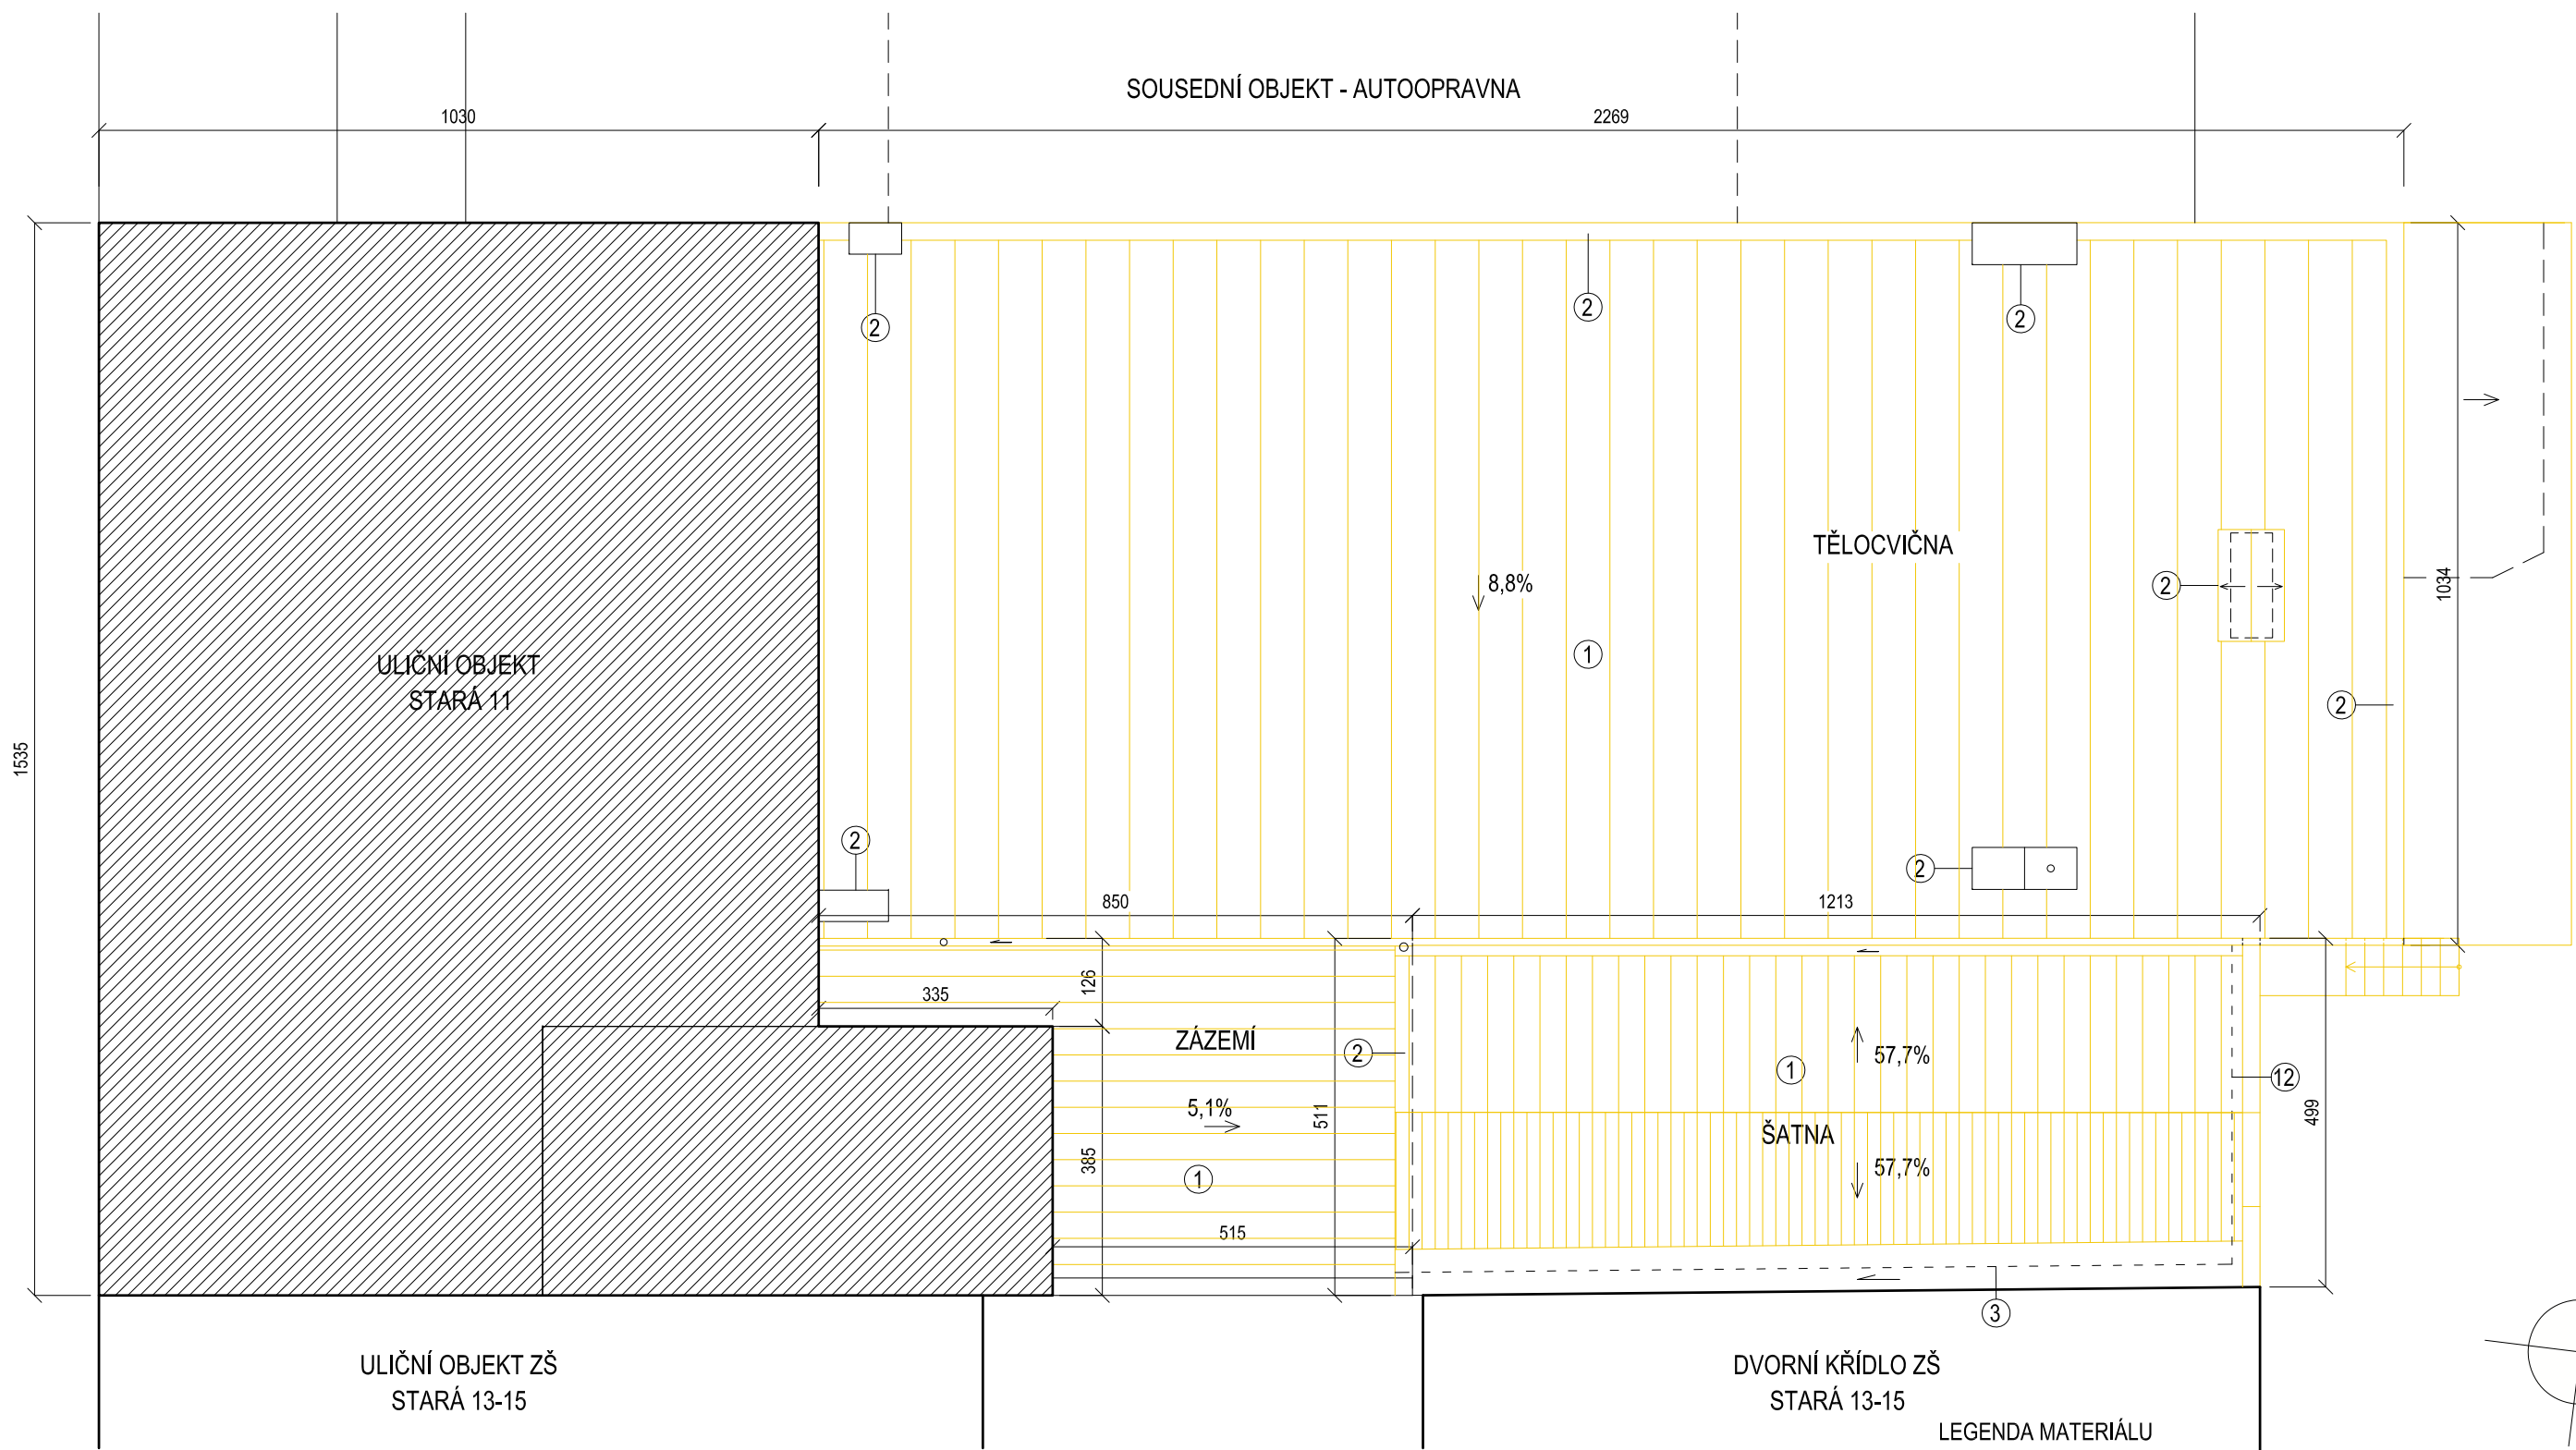 SOUSEDNÍ OBJEKT - AUTOOPRAVNA
1030
2269
2
2
2
TĚLOCVIČNA
8,8%
2
1034
1
ULIČNÍ OBJEKT
STARÁ 11
2
1535
2
2
850
1213
126
335
ZÁZEMÍ
2
57,7%
1
12
5,1%
511
499
ŠATNA
385
57,7%
1
515
3
ULIČNÍ OBJEKT ZŠ
STARÁ 13-15
DVORNÍ KŘÍDLO ZŠ
STARÁ 13-15
LEGENDA MATERIÁLU